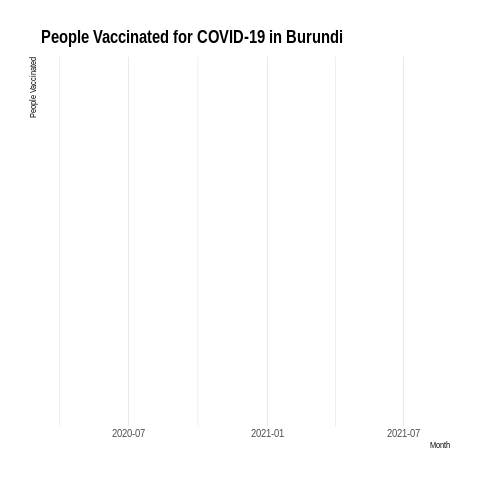 People Vaccinated for COVID-19 in Burundi
People Vaccinated
2020-07 2021-01 2021-07
Month